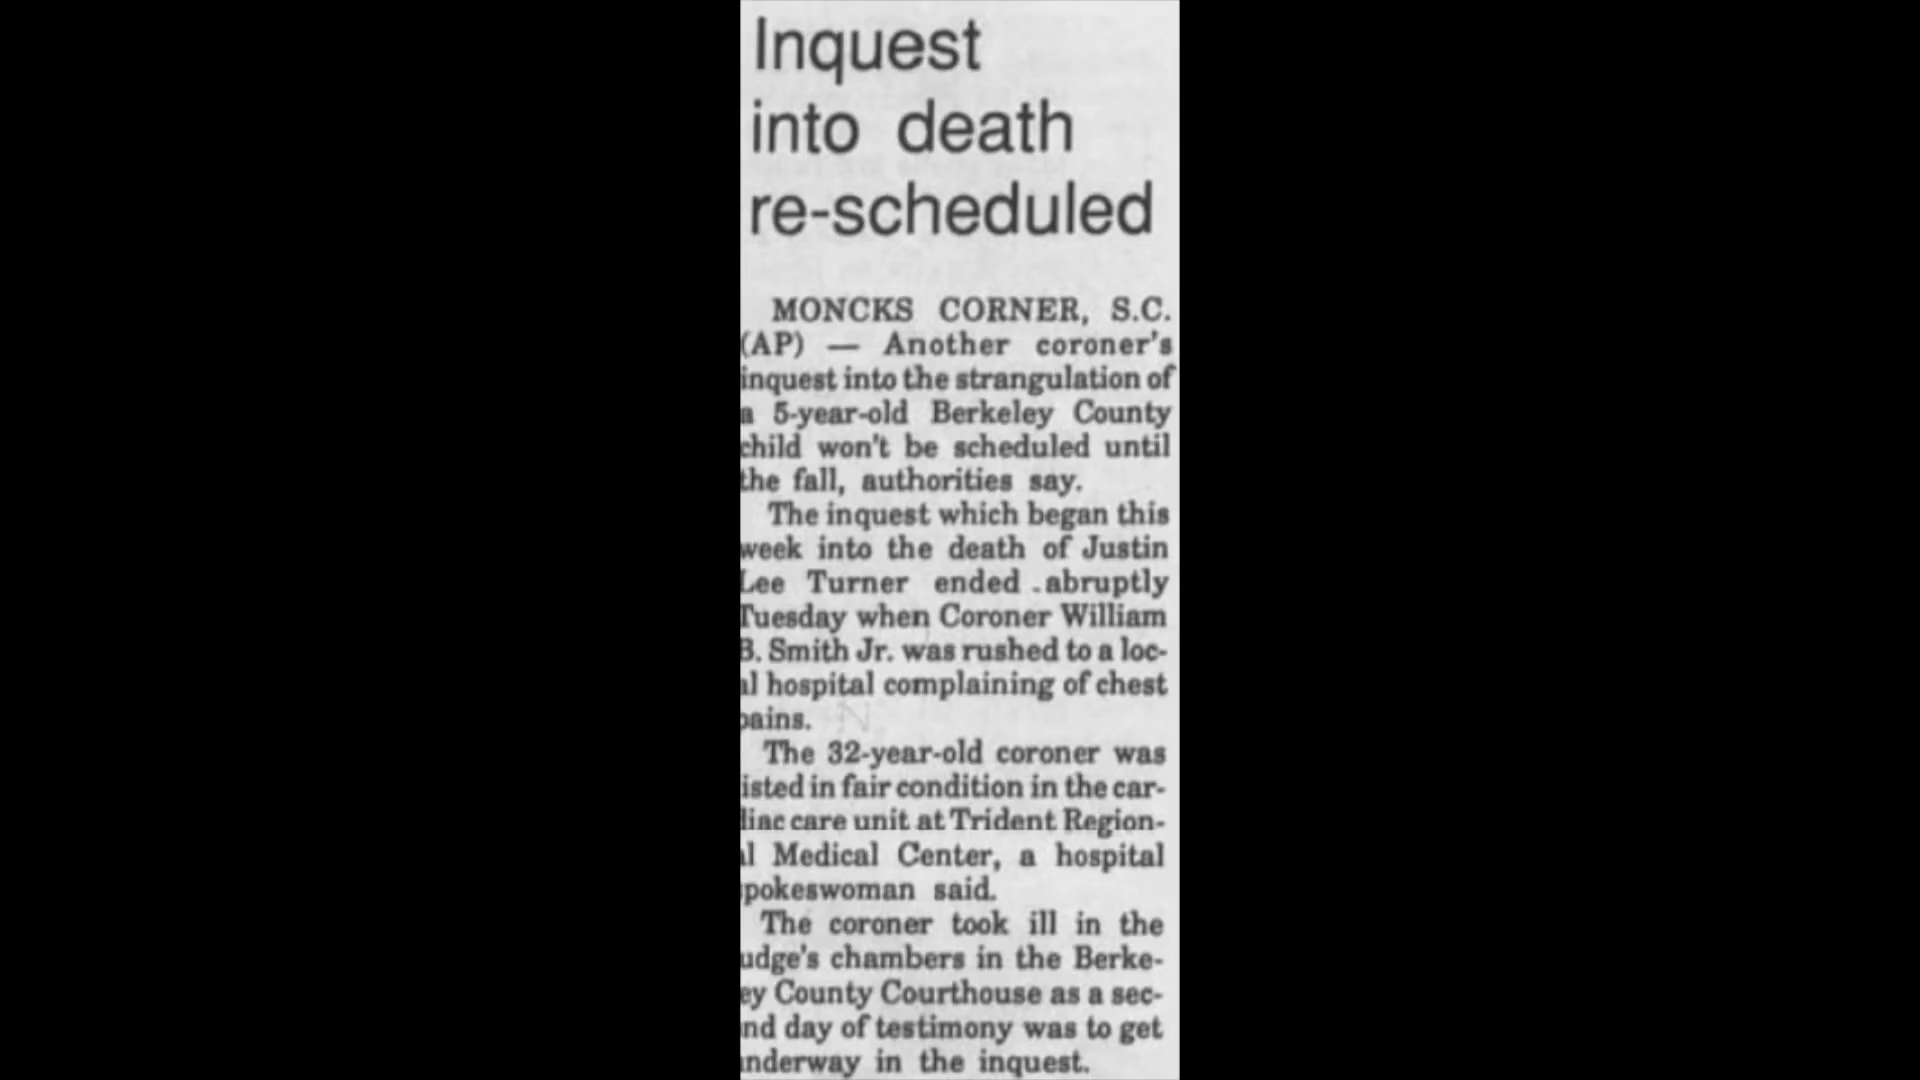 Inquest
into death
re-scheduled
MONCKS CORNER, S.C.
(AP) — Another coroner's
inquest into the strangulation of
a 5-year-old Berkeley County
child won't be scheduled until
the fall, authorities say.
The inquest which began this
week into the death of Justin
Lee Turner ended abruptly
Tuesday when Coroner William
B. Smith Jr. was rushed to a loc-
al hospital complaining of chest
pains.
The 32-year-old coroner was
isted in fair condition in the car-
diac care unit at Trident Region-
al Medical Center, a hospital
spokeswoman said.
The coroner took ill in the
udge's chambers in the Berke-
ey County Courthouse as a sec-
nd day of testimony was to get
underway in the inquest.